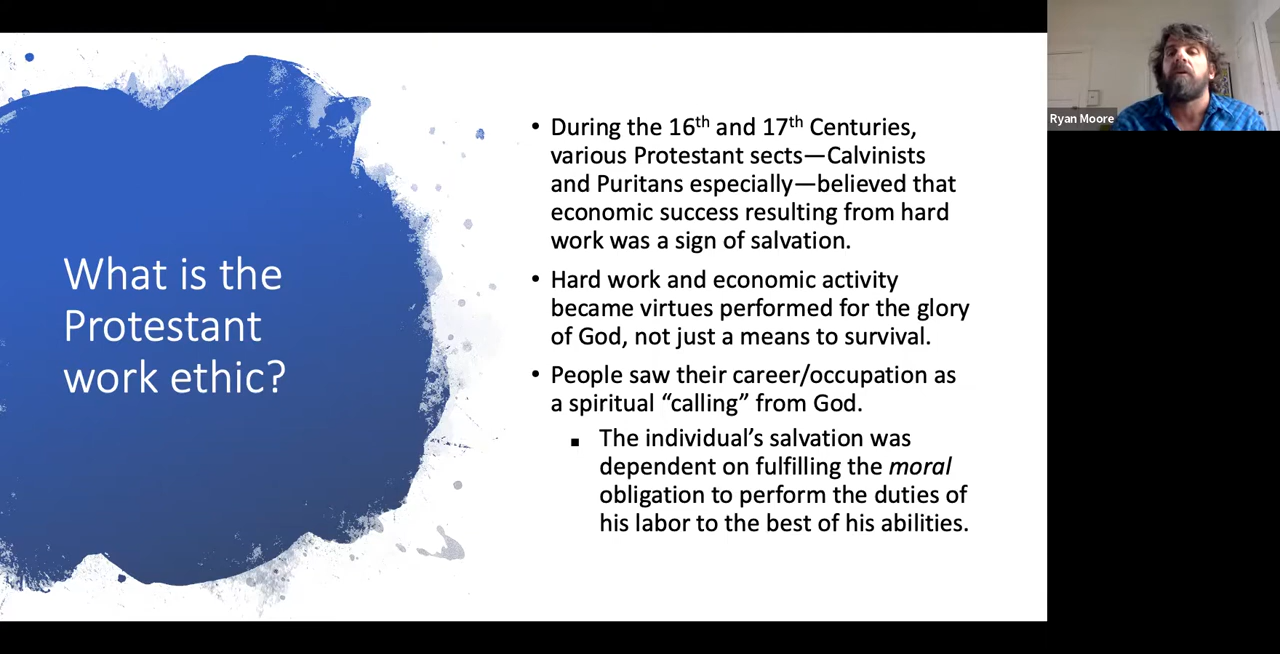 What is the
Protestant
work ethic?
• During the 16th and 17th Centuries,
various Protestant sects—Calvinists
and Puritans especially—believed that
economic success resulting from hard
work was a sign of salvation.
• Hard work and economic activity
became virtues performed for the glory
of God, not just a means to survival.
• People saw their career/occupation as
a spiritual “calling” from God.
▪ The individual’s salvation was
dependent on fulfilling the moral
obligation to perform the duties of
his labor to the best of his abilities.
Ryan Moore